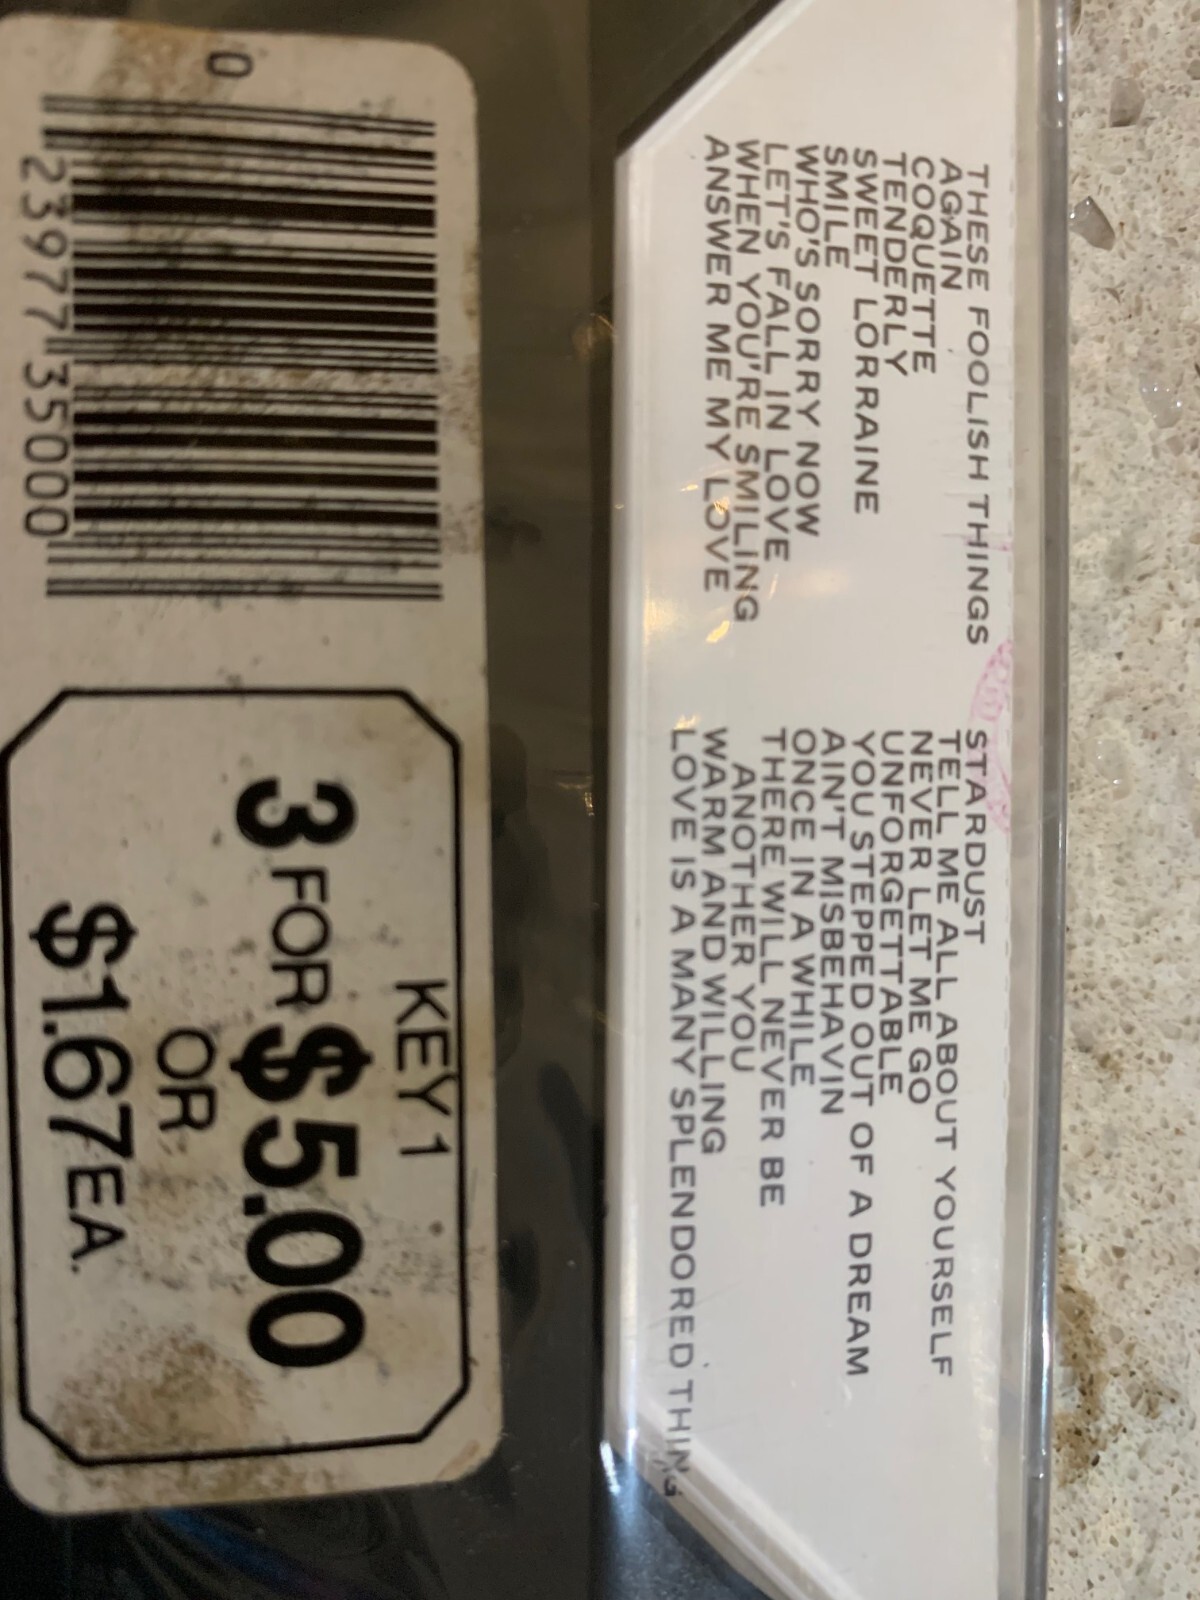 THESE FOOLISH THINGS
AGAIN
COQUETTE
TENDERLY
SWEET LORRAINE
SMILE
WHO'S SORRY NOW
LET'S FALL IN LOVE
WHEN YOU'RE SMILING
ANSWER ME MY LOVE
STARDUST
TELL ME ALL ABOUT YOURSELF
NEVER LET ME GO
UNFORGETTABLE
YOU STEPPED OUT OF A DREAM
AIN'T MISBEHAVIN
ONCE IN A WHILE
THERE WILL NEVER BE
ANOTHER YOU
WARM AND WILLING
LOVE IS A MANY SPLENDORED THING
0
23977 35000
KEY 1
3 FOR $5.00
OR
$1.67 EA.